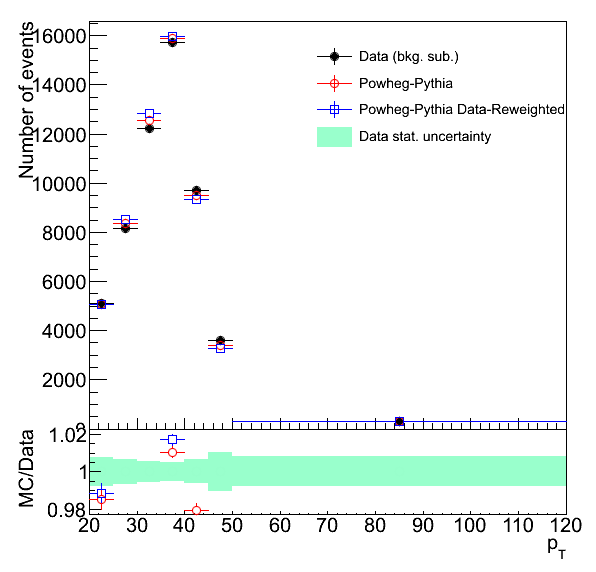 Number of events
16000
14000
12000
10000
8000
6000
4000
2000
Data (bkg. sub.)
Powheg-Pythia
Powheg-Pythia Data-Reweighted
Data stat. uncertainty
MC/Data
1.02
1
0.98
20 30 40 50 60 70 80 90 100 110 120
pT